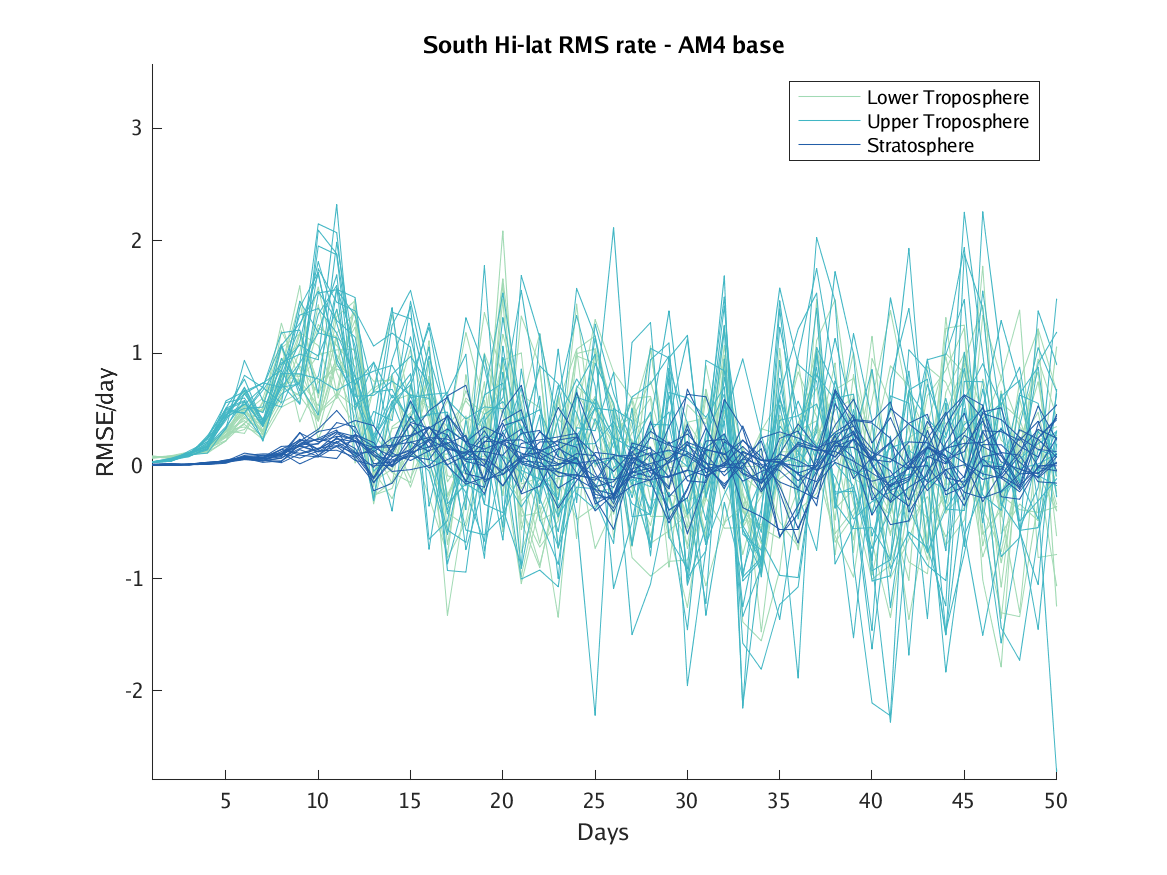 South Hi-lat RMS rate - AM4 base
Lower Troposphere
Upper Troposphere
Stratosphere
RMSE/day
3
2
1
0
-1
-2
5 10 15 20 25 30 35 40 45 50
Days